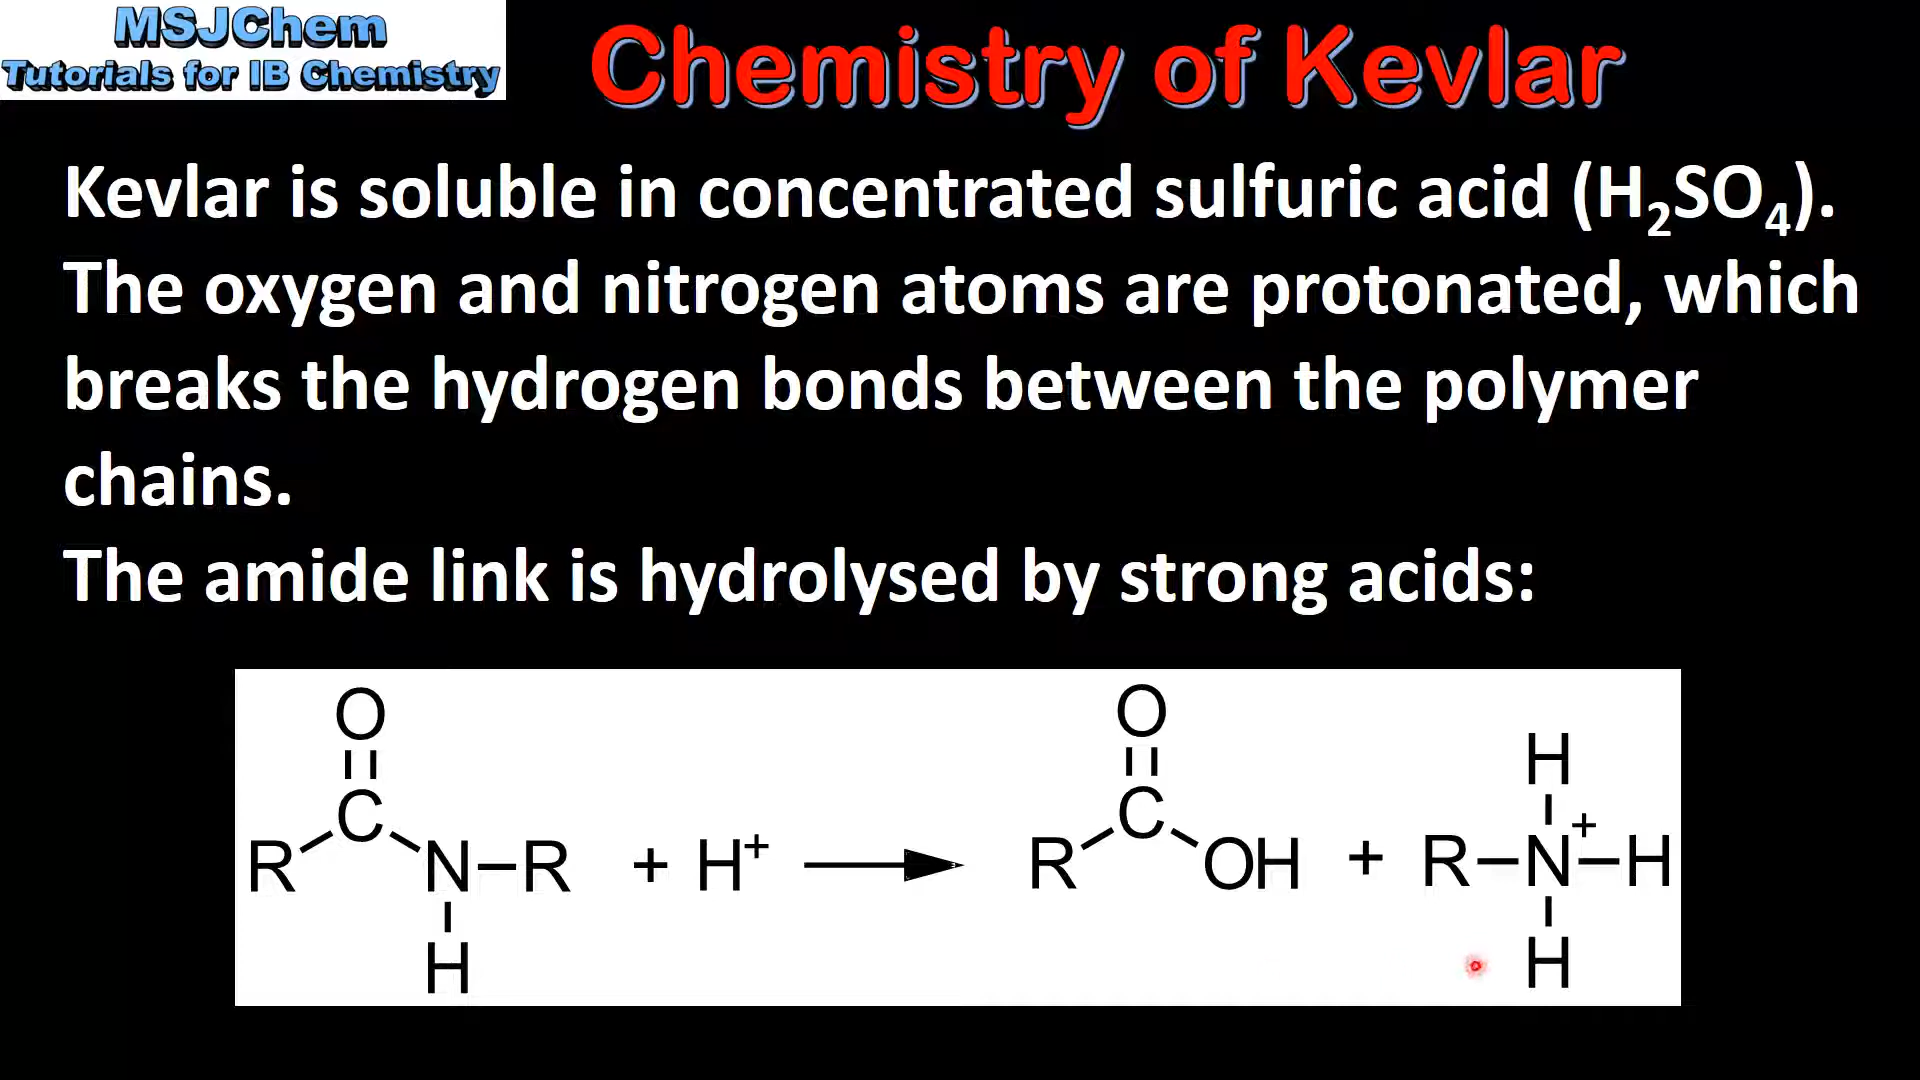 MSJChem
Tutorials for IB Chemistry
Chemistry of Kevlar
Kevlar is soluble in concentrated sulfuric acid (H₂SO₄).
The oxygen and nitrogen atoms are protonated, which
breaks the hydrogen bonds between the polymer
chains.
The amide link is hydrolysed by strong acids:
O
C
R N R
H
+ H⁺
O
C
R OH
+
H
R N⁺ H
H